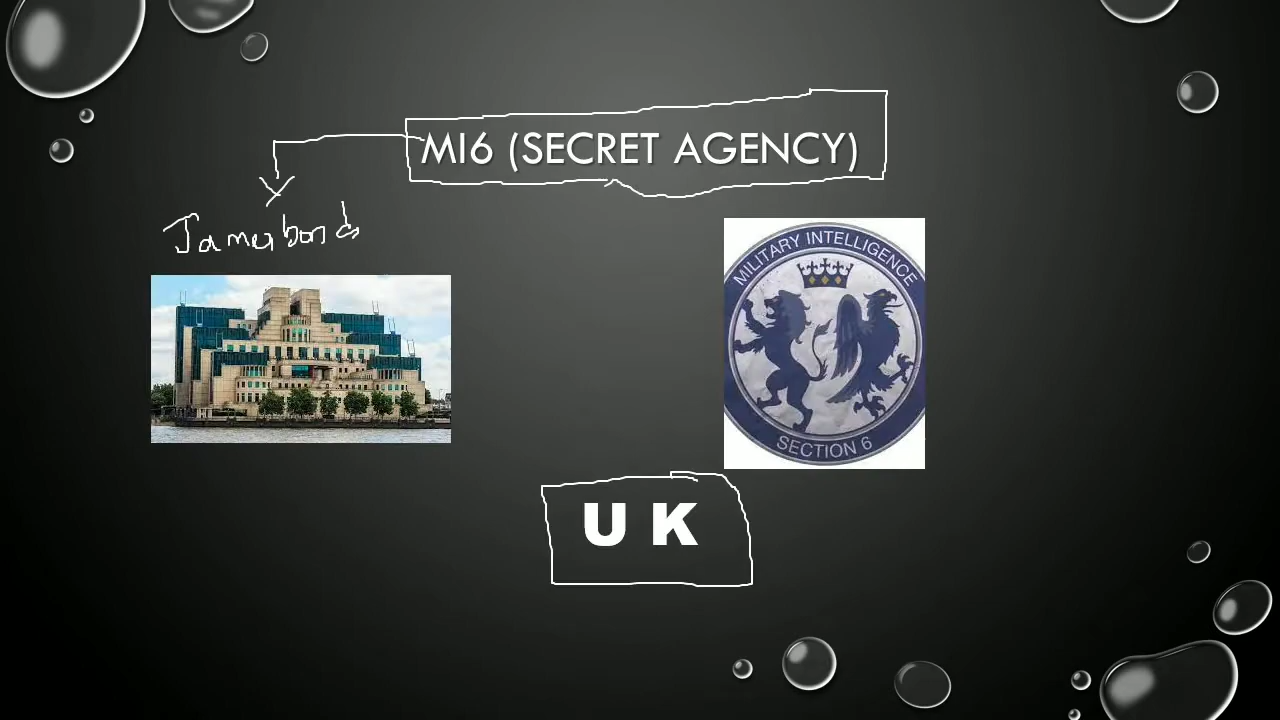 MI6 (SECRET AGENCY)
Jamesbond
MILITARY INTELLIGENCE
SECTION 6
U K